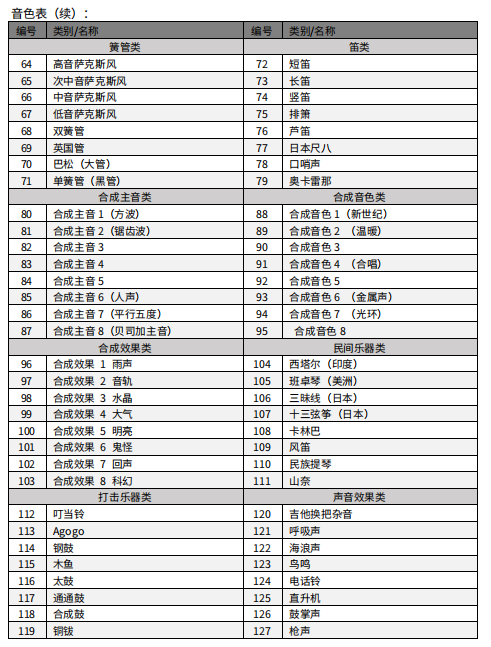 音色表（续）：
编号 类别/名称 编号 类别/名称
簧管类 笛类
64 高音萨克斯风 72 短笛
65 次中音萨克斯风 73 长笛
66 中音萨克斯风 74 竖笛
67 低音萨克斯风 75 排箫
68 双簧管 76 芦笛
69 英国管 77 日本尺八
70 巴松（大管） 78 口哨声
71 单簧管（黑管） 79 奥卡雷那
合成主音类 合成音色类
80 合成主音 1（方波） 88 合成音色 1（新世纪）
81 合成主音 2（锯齿波） 89 合成音色 2 （温暖）
82 合成主音 3 90 合成音色 3
83 合成主音 4 91 合成音色 4 （合唱）
84 合成主音 5 92 合成音色 5
85 合成主音 6（人声） 93 合成音色 6 （金属声）
86 合成主音 7（平行五度） 94 合成音色 7 （光环）
87 合成主音 8（贝司加主音） 95 合成音色 8
合成效果类 民间乐器类
96 合成效果 1 雨声 104 西塔尔（印度）
97 合成效果 2 音轨 105 班卓琴（美洲）
98 合成效果 3 水晶 106 三昧线（日本）
99 合成效果 4 大气 107 十三弦筝（日本）
100 合成效果 5 明亮 108 卡林巴
101 合成效果 6 鬼怪 109 风笛
102 合成效果 7 回声 110 民族提琴
103 合成效果 8 科幻 111 山奈
打击乐器类 声音效果类
112 叮当铃 120 吉他换把杂音
113 Agogo 121 呼吸声
114 钢鼓 122 海浪声
115 木鱼 123 鸟鸣
116 太鼓 124 电话铃
117 通通鼓 125 直升机
118 合成鼓 126 鼓掌声
119 铜钹 127 枪声